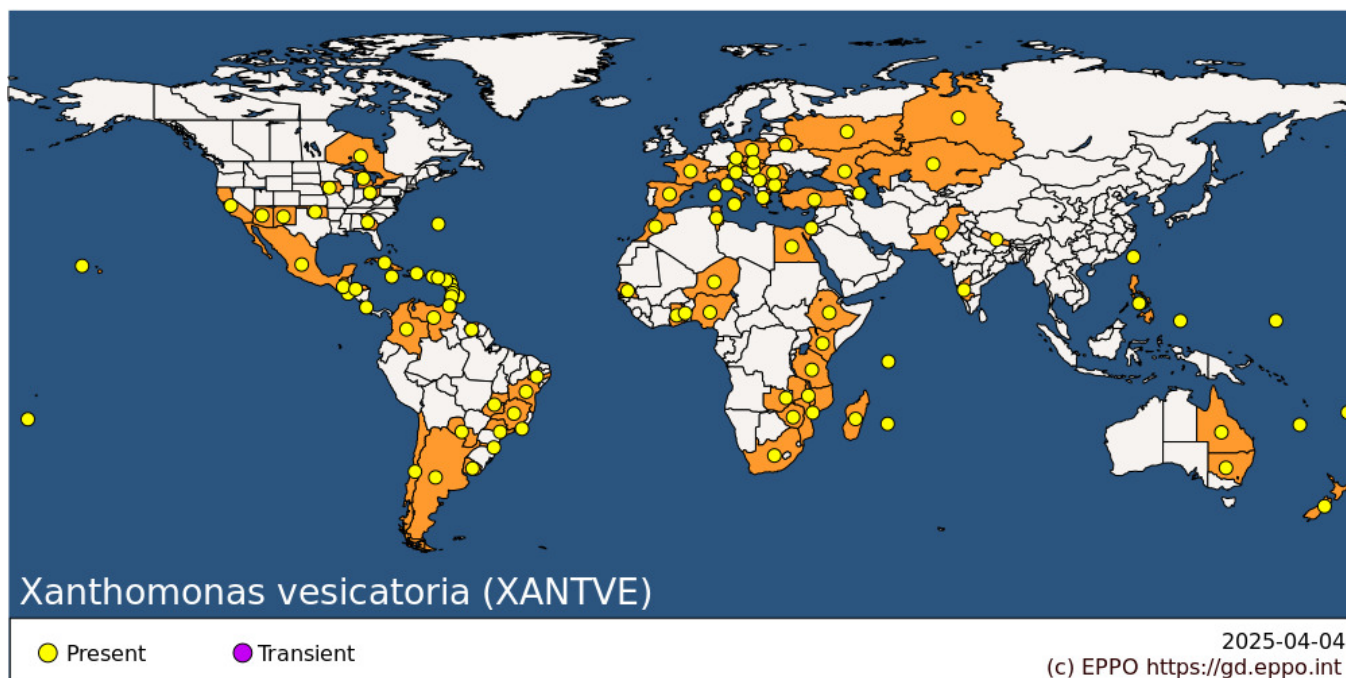 Xanthomonas vesicatoria (XANTVE)
Present
Transient
2025-04-04
(c) EPPO https://gd.eppo.int